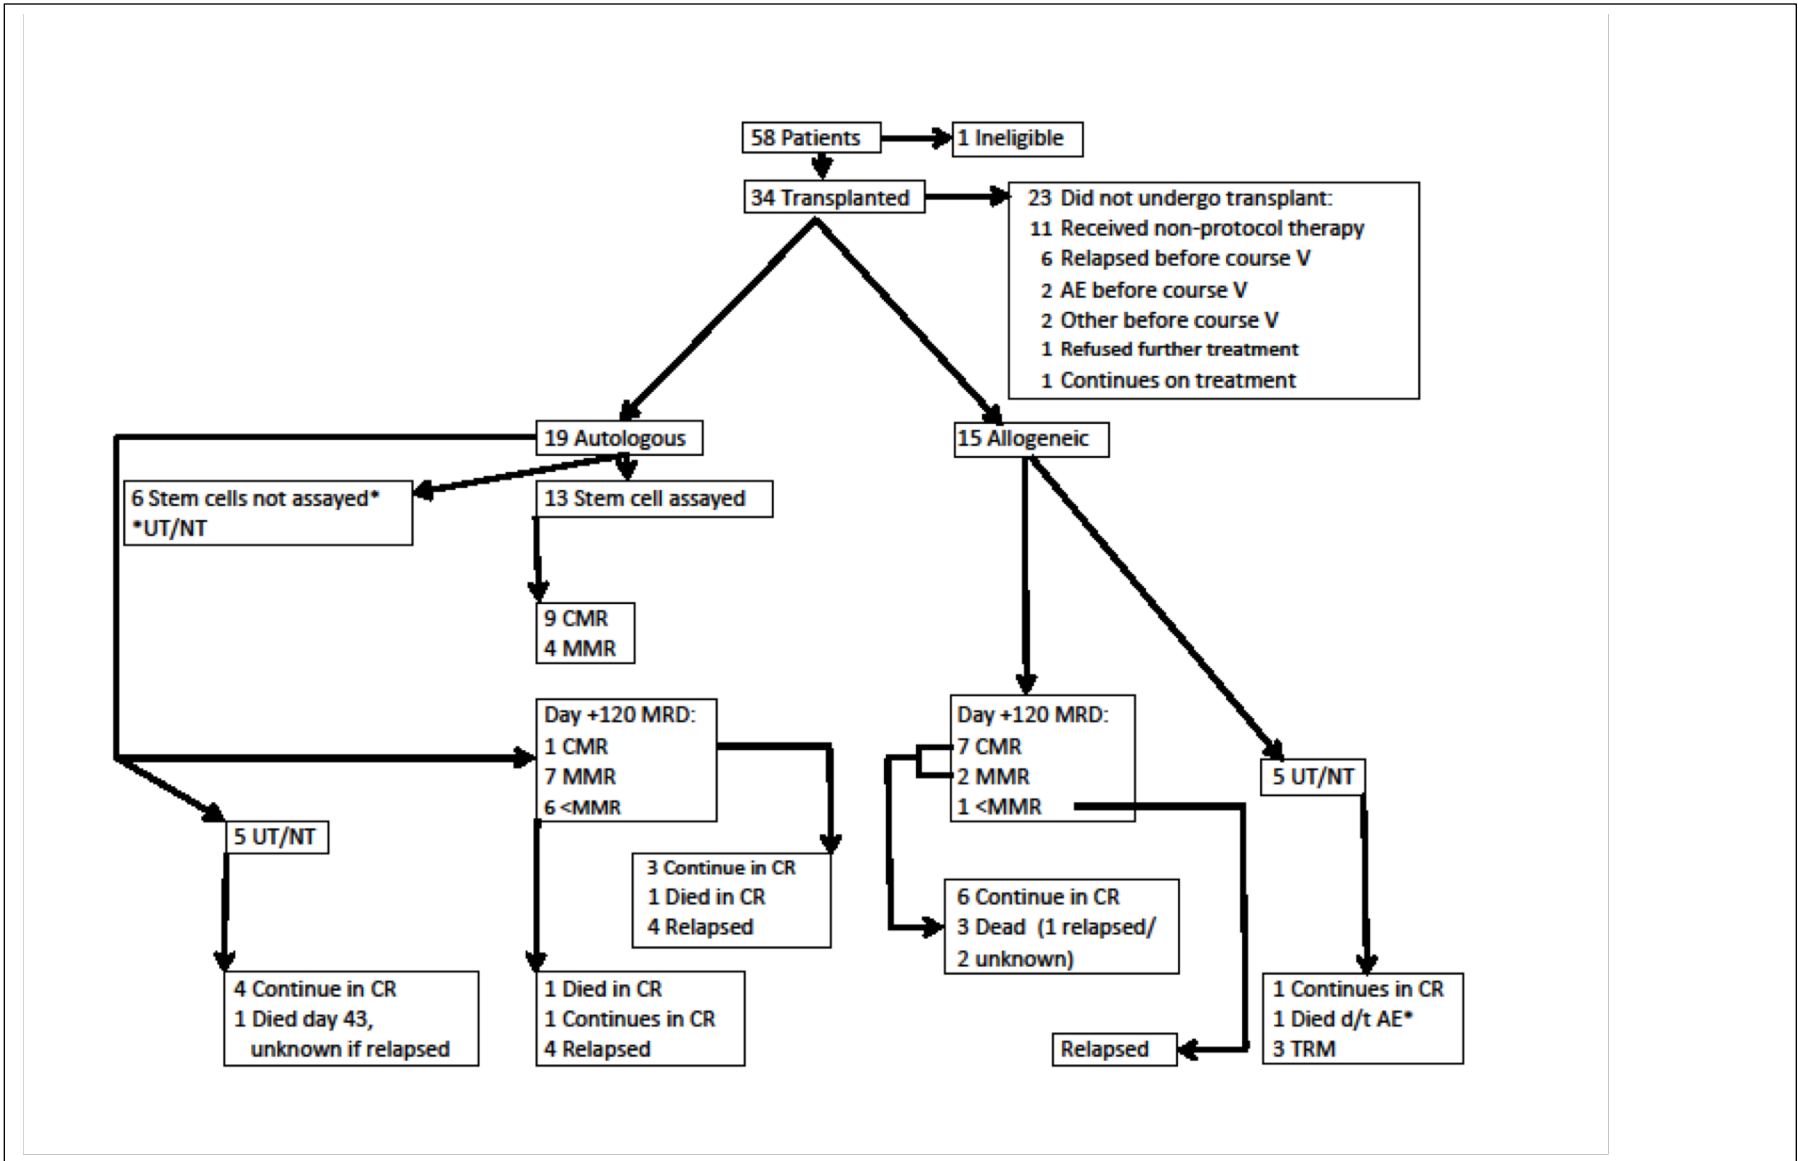 58 Patients
1 Ineligible
34 Transplanted
23 Did not undergo transplant:
11 Received non-protocol therapy
6 Relapsed before course V
2 AE before course V
2 Other before course V
1 Refused further treatment
1 Continues on treatment
19 Autologous
15 Allogeneic
6 Stem cells not assayed*
*UT/NT
13 Stem cell assayed
9 CMR
4 MMR
Day +120 MRD:
1 CMR
7 MMR
6 <MMR
Day +120 MRD:
7 CMR
2 MMR
1 <MMR
5 UT/NT
5 UT/NT
3 Continue in CR
1 Died in CR
4 Relapsed
6 Continue in CR
3 Dead (1 relapsed/
2 unknown)
4 Continue in CR
1 Died day 43,
unknown if relapsed
1 Died in CR
1 Continues in CR
4 Relapsed
Relapsed
1 Continues in CR
1 Died d/t AE*
3 TRM